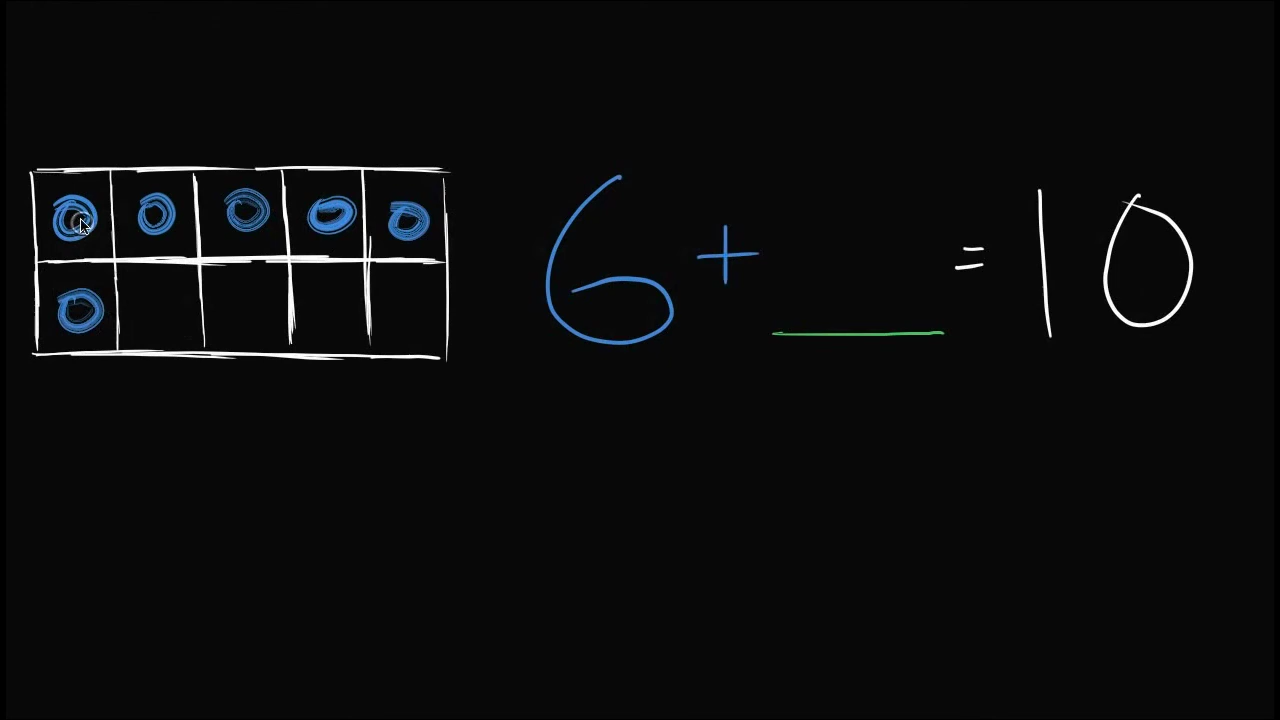 6 + ___ = 10